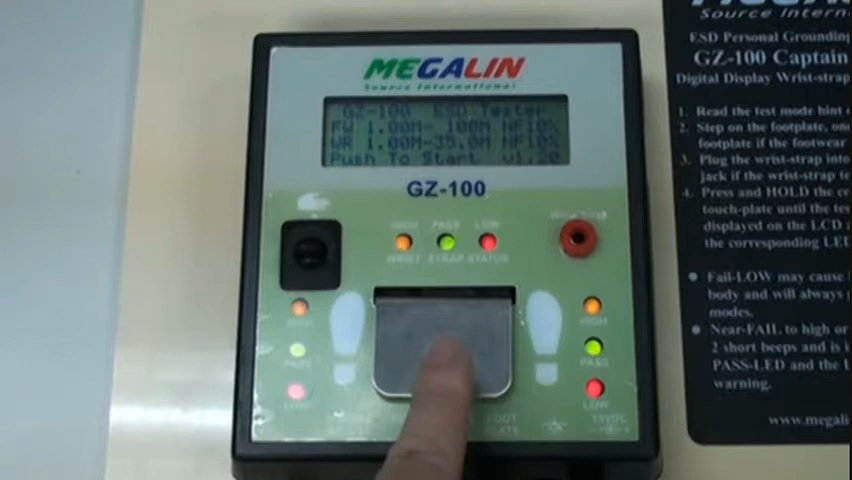 MEGALIN
Source International
GZ-100 ESD Tester
FW 1.00M- 100M NF10%
WR 1.00M-35.0M NF10%
Push To Start v1.20
GZ-100
HIGH PASS LOW
WRIST STRAP STATUS
HIGH
PASS
LOW
HIGH
PASS
LOW
FOOT
Source Intern
ESD Personal Grounding
GZ-100 Captain
Digital Display Wrist-strap
1. Read the test mode hint
2. Step on the footplate, on
footplate if the footwear
3. Plug the wrist-strap into
jack if the wrist-strap te
4. Press and HOLD the ce
touch-plate until the te
displayed on the LCD
the corresponding LE
● Fail-LOW may cause
body and will always
modes.
● Near-FAIL to high or
2 short beeps and is
PASS-LED and the
warning.
www.megali